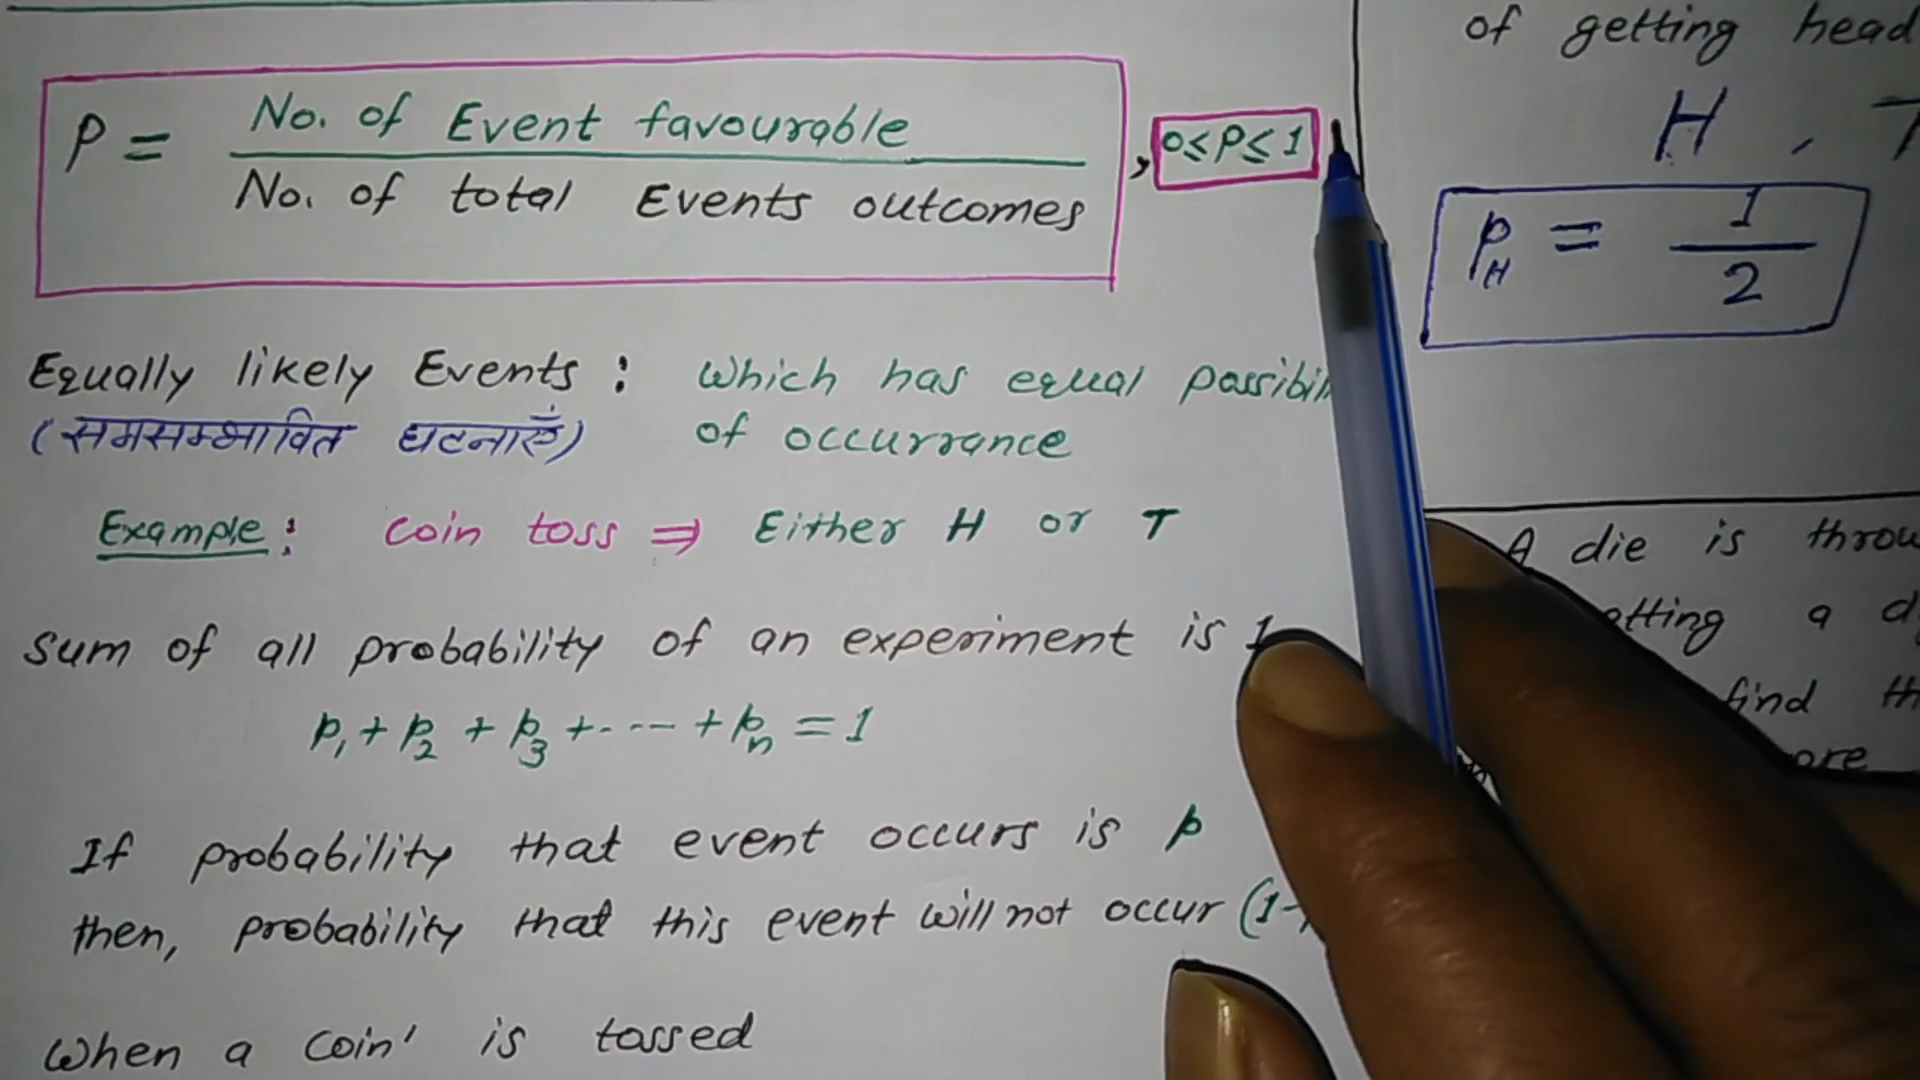 P = No. of Event favourable
No. of total Events outcomes
, 0≤P≤1
Equally likely Events : which has equal
(समसम्भावित घटनाएँ) of occurrance
Example : coin toss ⇒ Either H or T
Sum of all probability of an experiment is 1
p₁ + p₂ + p₃ + ---- + pₙ = 1
If probability that event occurs is p
then, probability that this event will not occur (1-
when a coin' is tossed
of getting head
H , T
p_H = 1/2
A die is
a
find